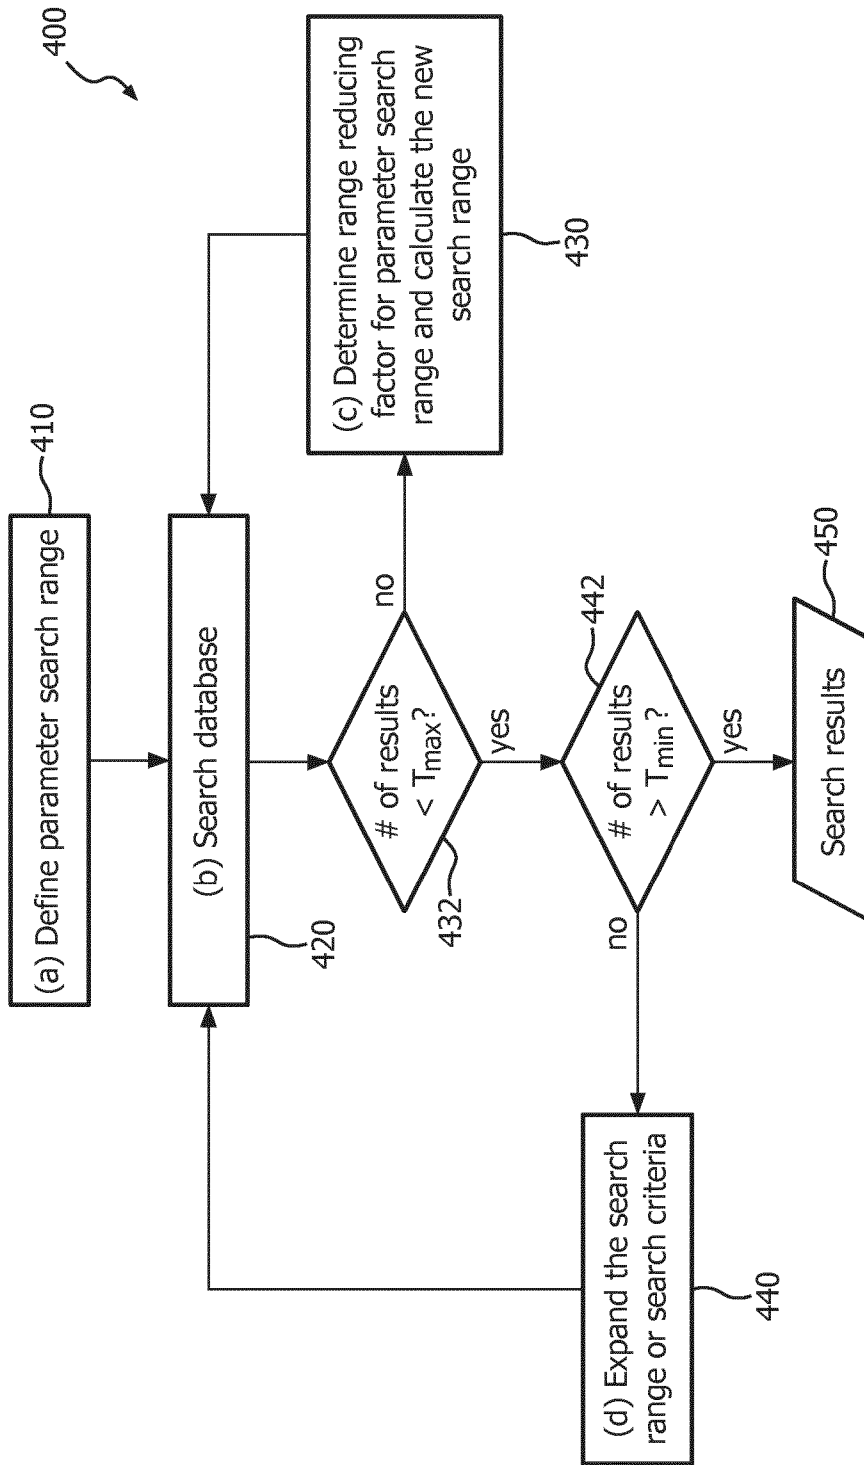 400
(a) Define parameter search range
410
(b) Search database
420
# of results
< Tmax?
432
no
yes
(c) Determine range reducing
factor for parameter search
range and calculate the new
search range
430
# of results
> Tmin?
442
no
yes
(d) Expand the search
range or search criteria
440
Search results
450